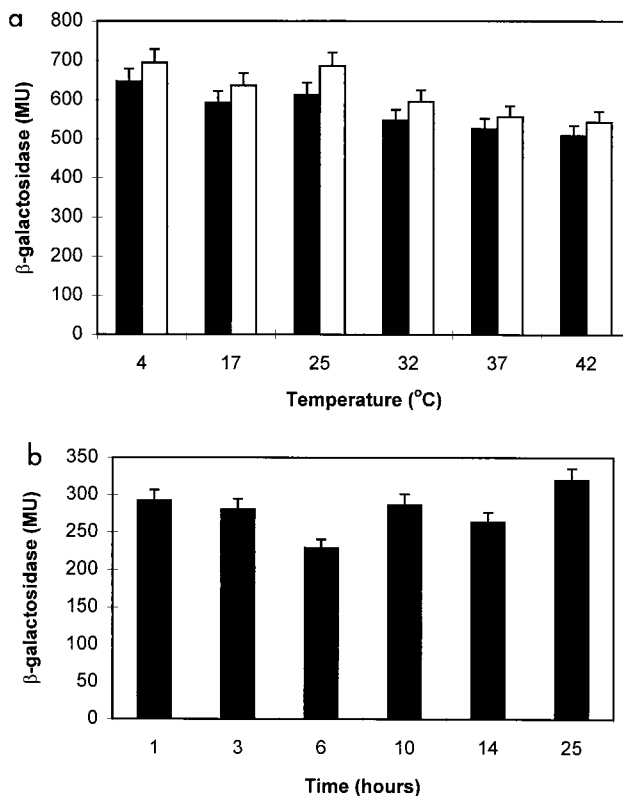 a
β-galactosidase (MU)
800
700
600
500
400
300
200
100
0
4 17 25 32 37 42
Temperature (°C)
b
β-galactosidase (MU)
350
300
250
200
150
100
50
0
1 3 6 10 14 25
Time (hours)